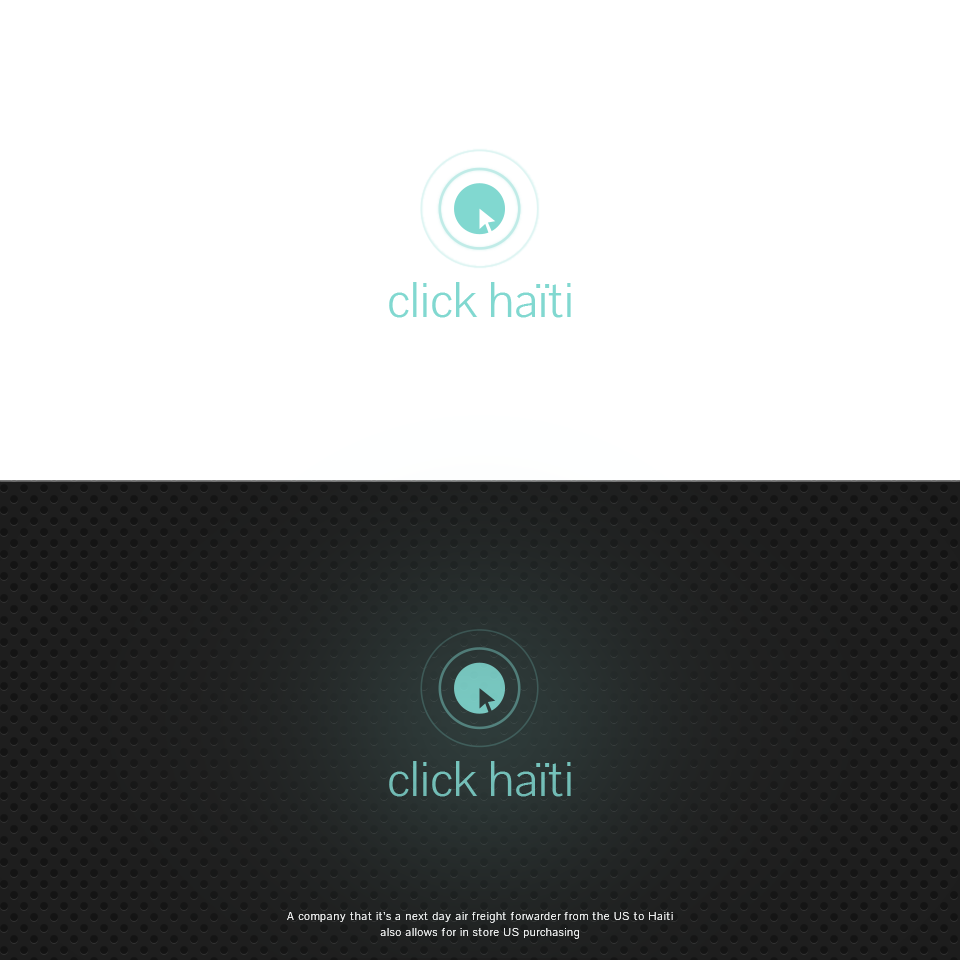 click haïti
click haïti
A company that it's a next day air freight forwarder from the US to Haiti
also allows for in store US purchasing